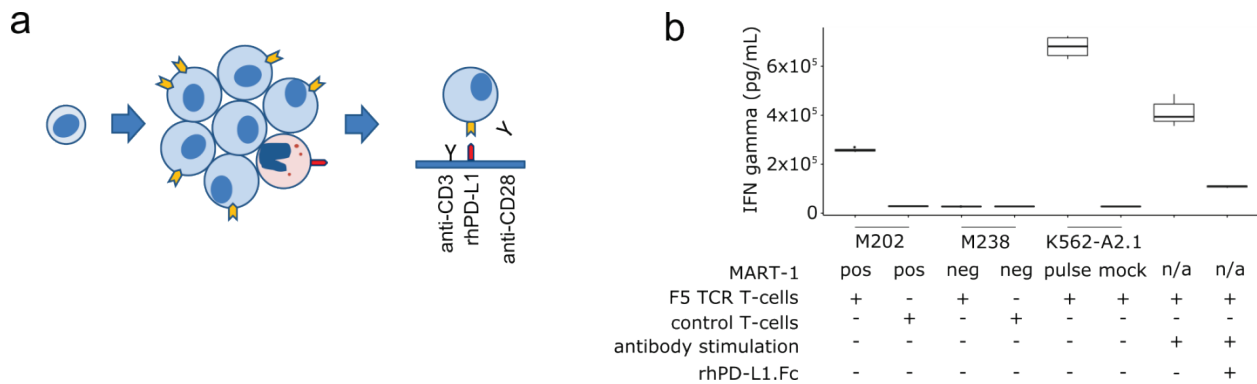 a
anti-CD3
rhPD-L1
anti-CD28
b
IFN gamma (pg/mL)
6x10⁵
4x10⁵
2x10⁵
0
M202 M238 K562-A2.1
MART-1 pos pos neg neg pulse mock n/a n/a
F5 TCR T-cells + - + - + + + +
control T-cells - + - + - - - -
antibody stimulation - - - - - - + +
rhPD-L1.Fc - - - - - - - +